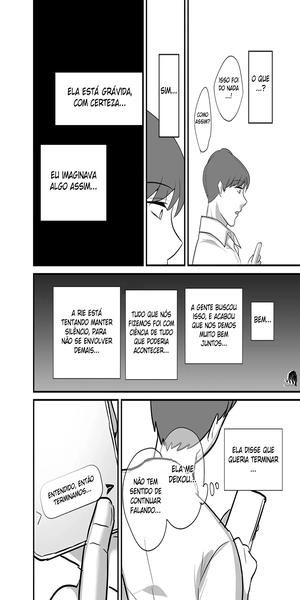 O QUE
...?
ISSO FOI
DO NADA
...!
COMO
ASSIM?
SIM...
ELA ESTÁ GRÁVIDA,
COM CERTEZA...
EU IMAGINAVA
ALGO ASSIM...
BEM...
A GENTE BUSCOU
ISSO, E ACABOU
QUE NOS DEMOS
MUITO BEM
JUNTOS...
TUDO QUE NÓS
FIZEMOS FOI COM
CIÊNCIA DE TUDO
QUE PODERIA
ACONTECER...
A RIE ESTÁ
TENTANDO MANTER
SILÊNCIO, PARA
NÃO SE ENVOLVER
DEMAIS...
ELA DISSE QUE
QUERIA TERMINAR
...
ELA ME
DEIXOU!
NÃO TEM
SENTIDO DE
CONTINUAR
FALANDO...
ENTENDIDO, ENTÃO
TERMINAMOS...